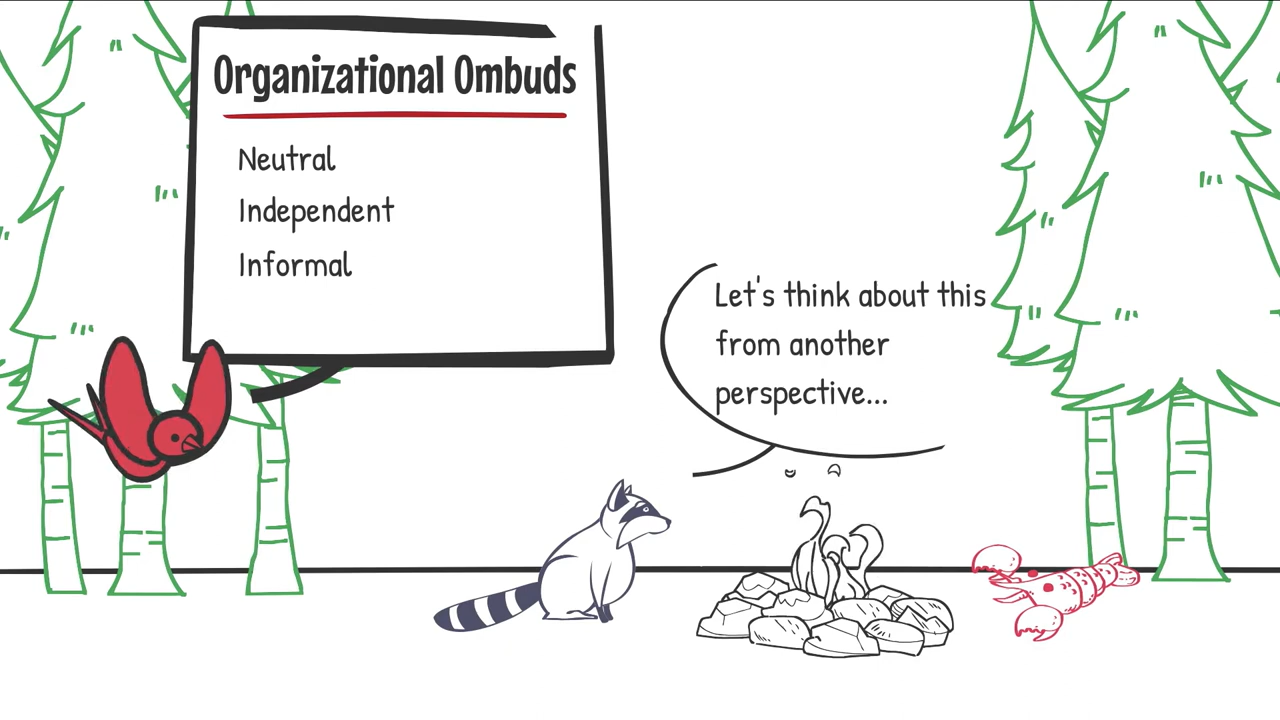 Organizational Ombuds
Neutral
Independent
Informal
Let's think about this
from another
perspective...